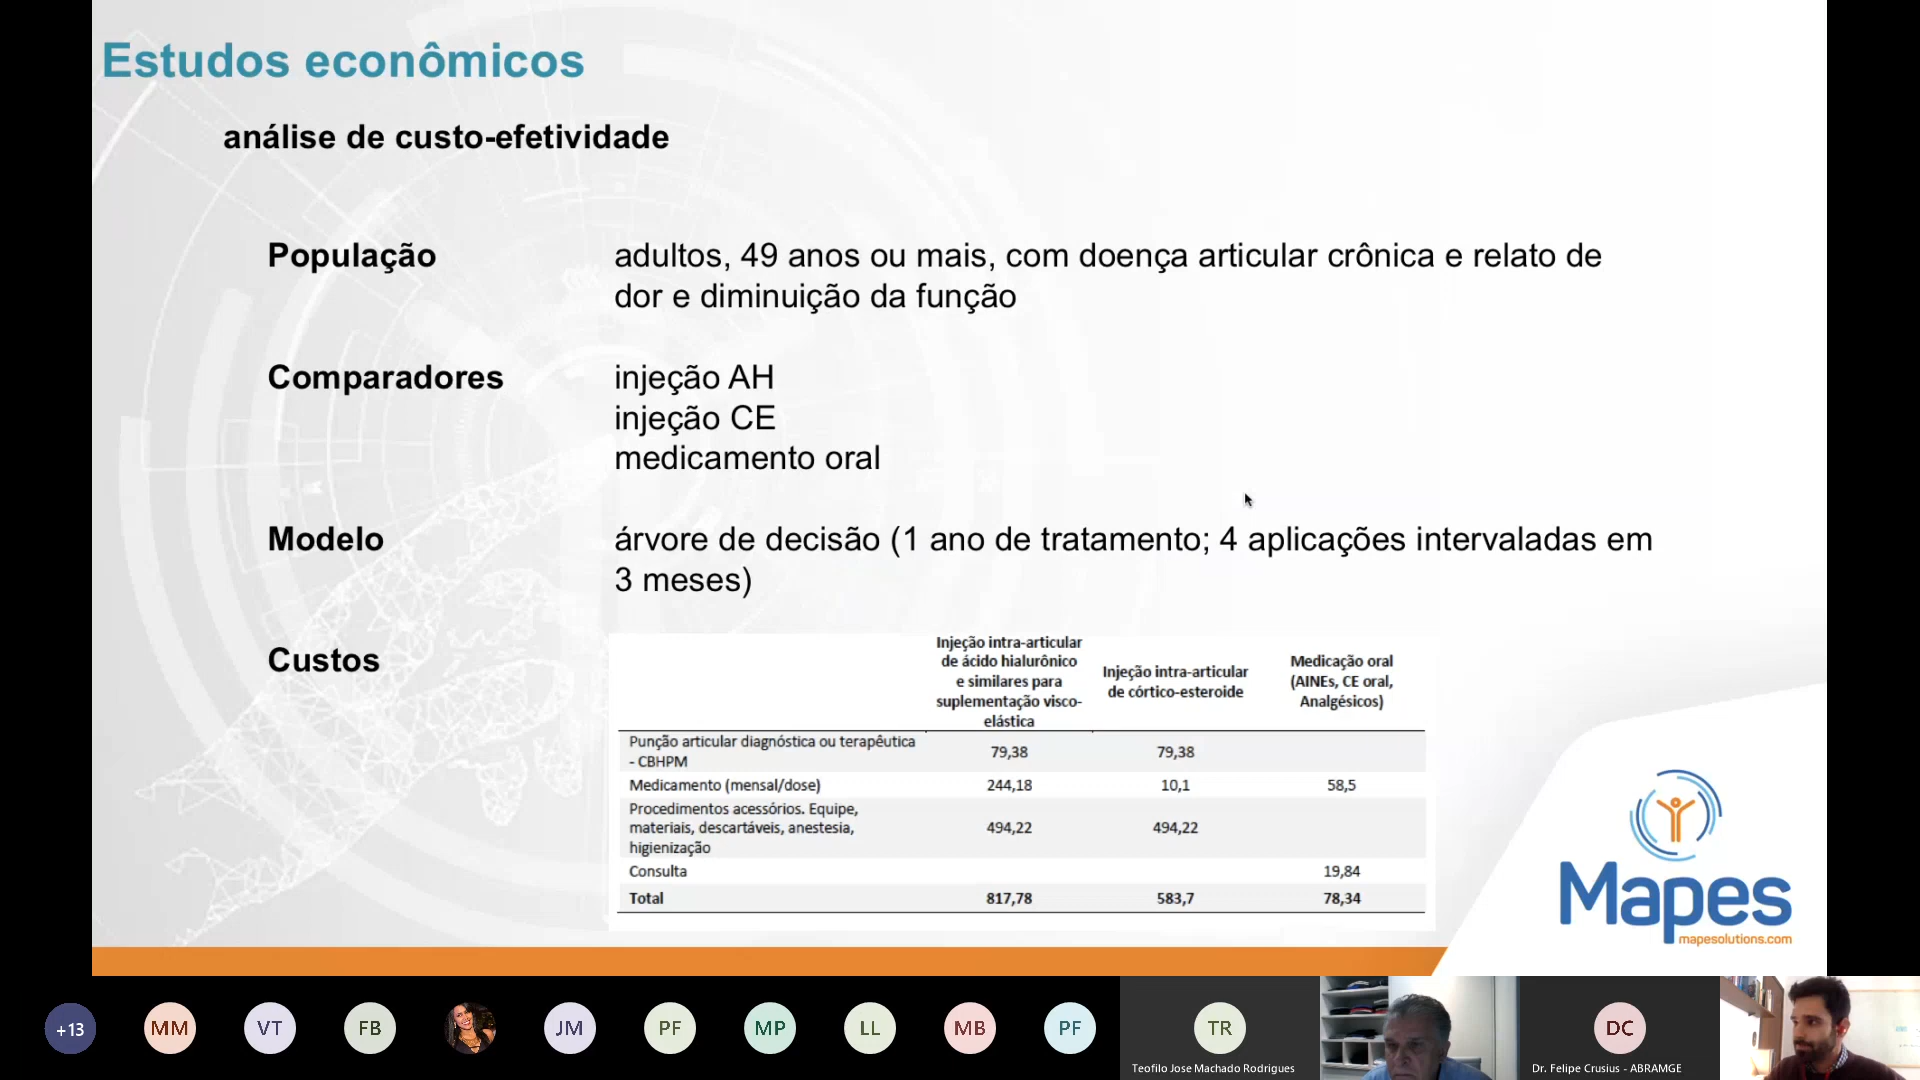 Estudos econômicos
análise de custo-efetividade
População
adultos, 49 anos ou mais, com doença articular crônica e relato de
dor e diminuição da função
Comparadores
injeção AH
injeção CE
medicamento oral
Modelo
árvore de decisão (1 ano de tratamento; 4 aplicações intervaladas em
3 meses)
Custos
Injeção intra-articular
de ácido hialurônico
e similares para
suplementação visco-
elástica
Injeção intra-articular
de córtico-esteroide
Medicação oral
(AINEs, CE oral,
Analgésicos)
Punção articular diagnóstica ou terapêutica
- CBHPM
79,38
79,38
Medicamento (mensal/dose)
244,18
10,1
58,5
Procedimentos acessórios. Equipe,
materiais, descartáveis, anestesia,
higienização
494,22
494,22
Consulta
19,84
Total
817,78
583,7
78,34
Mapes
mapesolutions.com
+13
MM
VT
FB
JM
PF
MP
LL
MB
PF
TR
Teofilo Jose Machado Rodrigues
DC
Dr. Felipe Crusius - ABRAMGE